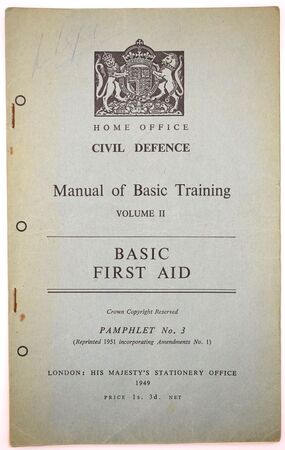 HOME OFFICE
CIVIL DEFENCE
Manual of Basic Training
VOLUME II
BASIC
FIRST AID
Crown Copyright Reserved
PAMPHLET No. 3
(Reprinted 1951 incorporating Amendments No. 1)
LONDON: HIS MAJESTY'S STATIONERY OFFICE
1949
PRICE 1s. 3d. NET